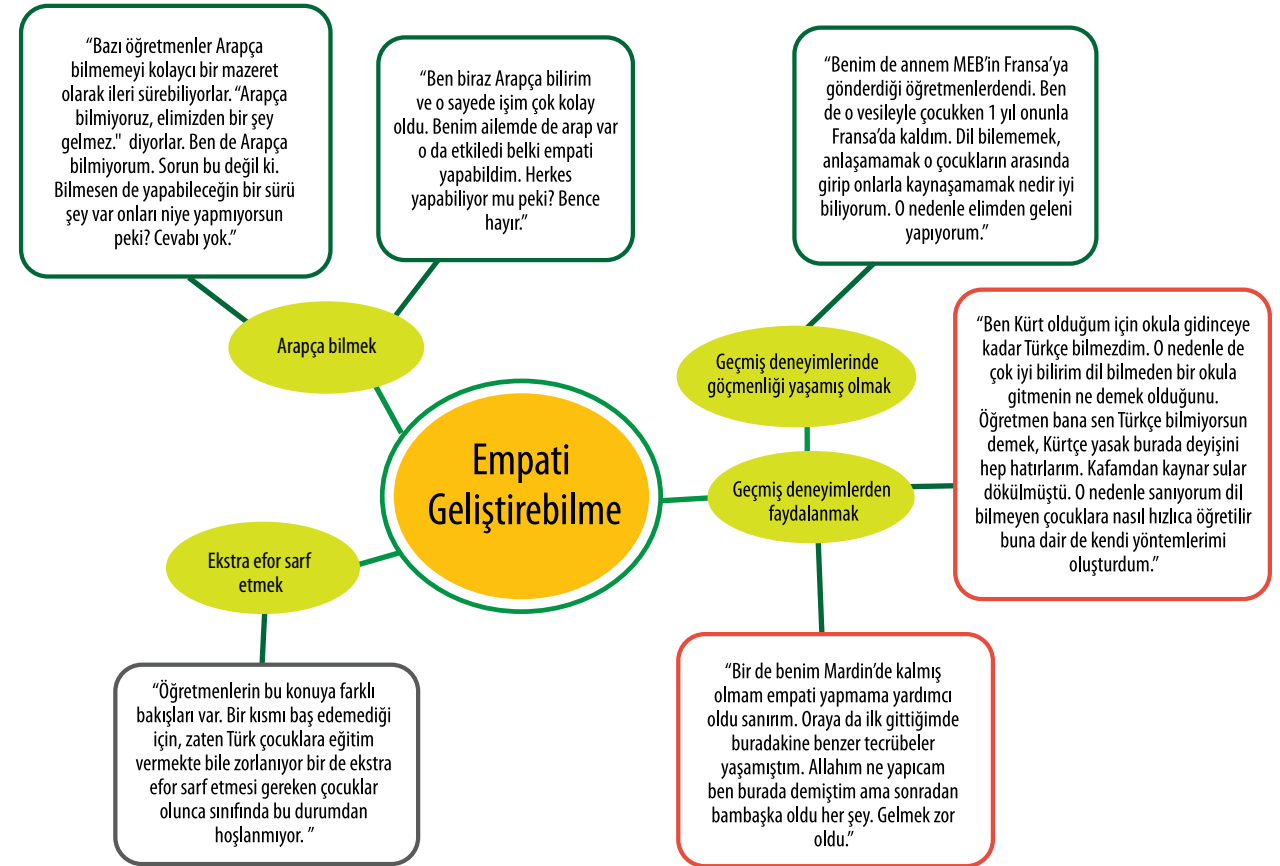 “Bazı öğretmenler Arapça
bilmemeyi kolaycı bir mazeret
olarak ileri sürebiliyorlar. “Arapça
bilmiyoruz, elimizden bir şey
gelmez." diyorlar. Ben de Arapça
bilmiyorum. Sorun bu değil ki.
Bilmesen de yapabileceğin bir sürü
şey var onları niye yapmıyorsun
peki? Cevabı yok.”
“Ben biraz Arapça bilirim
ve o sayede işim çok kolay
oldu. Benim ailemde de arap var
o da etkiledi belki empati
yapabildim. Herkes
yapabiliyor mu peki? Bence
hayır.”
“Benim de annem MEB’in Fransa’ya
gönderdiği öğretmenlerdendi. Ben
de o vesileyle çocukken 1 yıl onunla
Fransa’da kaldım. Dil bilememek,
anlaşamamak o çocukların arasında
girip onlarla kaynaşamamak nedir iyi
biliyorum. O nedenle elimden geleni
yapıyorum.”
Arapça bilmek
Geçmiş deneyimlerinde
göçmenliği yaşamış olmak
“Ben Kürt olduğum için okula gidinceye
kadar Türkçe bilmezdim. O nedenle de
çok iyi bilirim dil bilmeden bir okula
gitmenin ne demek olduğunu.
Öğretmen bana sen Türkçe bilmiyorsun
demek, Kürtçe yasak burada deyişini
hep hatırlarım. Kafamdan kaynar sular
dökülmüştü. O nedenle sanıyorum dil
bilmeyen çocuklara nasıl hızlıca öğretilir
buna dair de kendi yöntemlerimi
oluşturdum.”
Empati
Geliştirebilme
Geçmiş deneyimlerden
faydalanmak
Ekstra efor sarf
etmek
“Öğretmenlerin bu konuya farklı
bakışları var. Bir kısmı baş edemediği
için, zaten Türk çocuklara eğitim
vermekte bile zorlanıyor bir de ekstra
efor sarf etmesi gereken çocuklar
olunca sınıfında bu durumdan
hoşlanmıyor. ”
“Bir de benim Mardin’de kalmış
olmam empati yapmama yardımcı
oldu sanırım. Oraya da ilk gittiğimde
buradakine benzer tecrübeler
yaşamıştım. Allahım ne yapıcam
ben burada demiştim ama sonradan
bambaşka oldu her şey. Gelmek zor
oldu.”